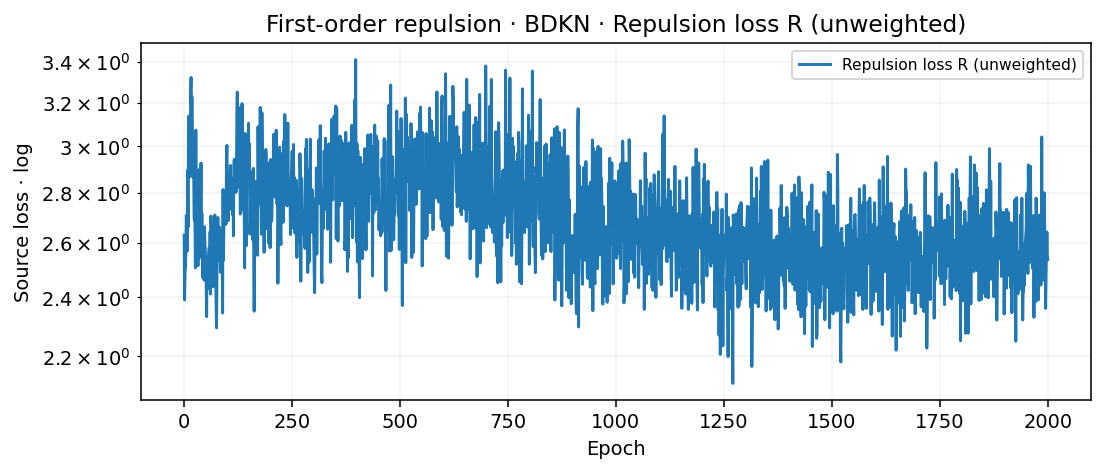 First-order repulsion · BDKN · Repulsion loss R (unweighted)
Repulsion loss R (unweighted)
Source loss · log
3.4 × 10⁰
3.2 × 10⁰
3 × 10⁰
2.8 × 10⁰
2.6 × 10⁰
2.4 × 10⁰
2.2 × 10⁰
0 250 500 750 1000 1250 1500 1750 2000
Epoch